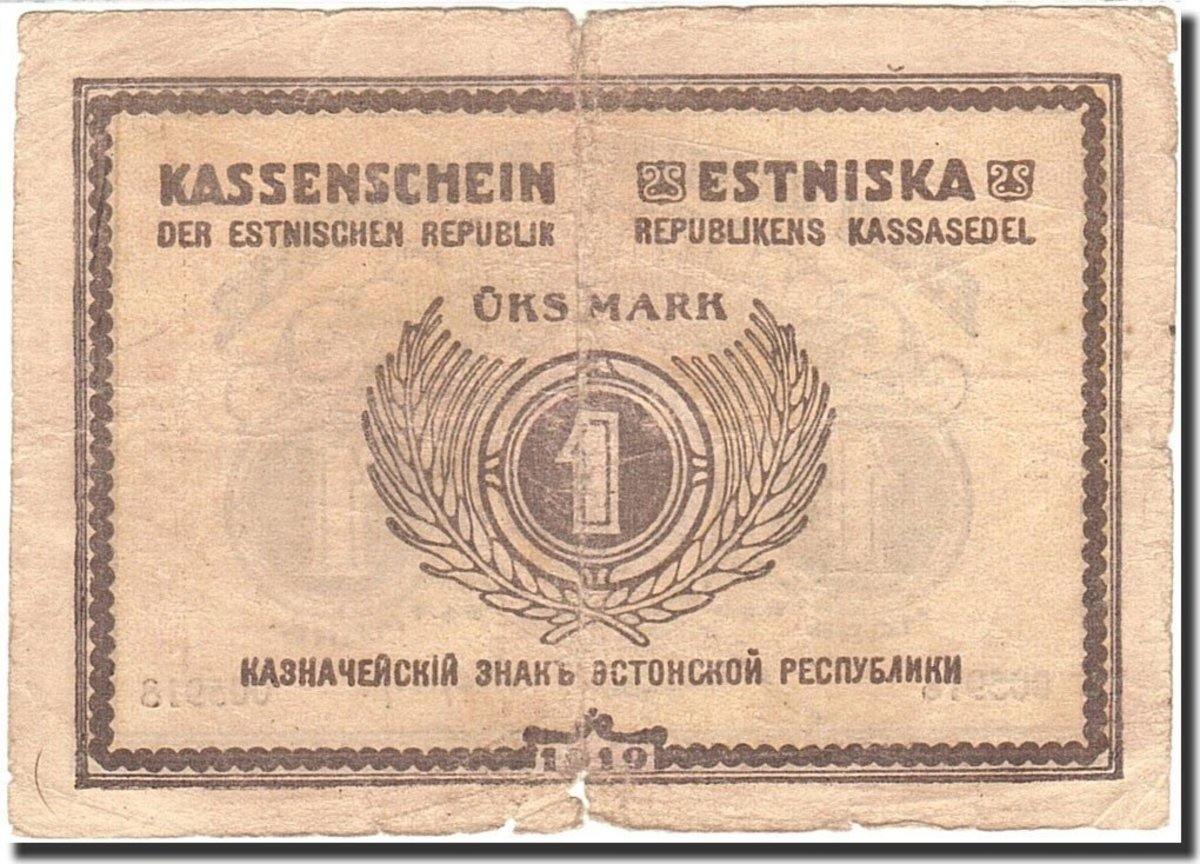 KASSENSCHEIN
DER ESTNISCHEN REPUBLIK
ESTNISKA
REPUBLIKENS KASSASEDEL
ÜKS MARK
1
КАЗНАЧЕЙСКІЙ ЗНАКЪ ЭСТОНСКОЙ РЕСПУБЛИКИ
1919